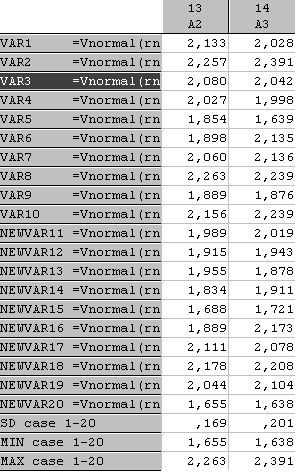 13 14
A2 A3
VAR1 =Vnormal(rn 2,133 2,028
VAR2 =Vnormal(rn 2,257 2,391
VAR3 =Vnormal(rn 2,080 2,042
VAR4 =Vnormal(rn 2,027 1,998
VAR5 =Vnormal(rn 1,854 1,639
VAR6 =Vnormal(rn 1,898 2,135
VAR7 =Vnormal(rn 2,060 2,136
VAR8 =Vnormal(rn 2,263 2,239
VAR9 =Vnormal(rn 1,889 1,876
VAR10 =Vnormal(rn 2,156 2,239
NEWVAR11 =Vnormal(rn 1,989 2,019
NEWVAR12 =Vnormal(rn 1,915 1,943
NEWVAR13 =Vnormal(rn 1,955 1,878
NEWVAR14 =Vnormal(rn 1,834 1,911
NEWVAR15 =Vnormal(rn 1,688 1,721
NEWVAR16 =Vnormal(rn 1,889 2,173
NEWVAR17 =Vnormal(rn 2,111 2,078
NEWVAR18 =Vnormal(rn 2,178 2,208
NEWVAR19 =Vnormal(rn 2,044 2,104
NEWVAR20 =Vnormal(rn 1,655 1,638
SD case 1-20 ,169 ,201
MIN case 1-20 1,655 1,638
MAX case 1-20 2,263 2,391